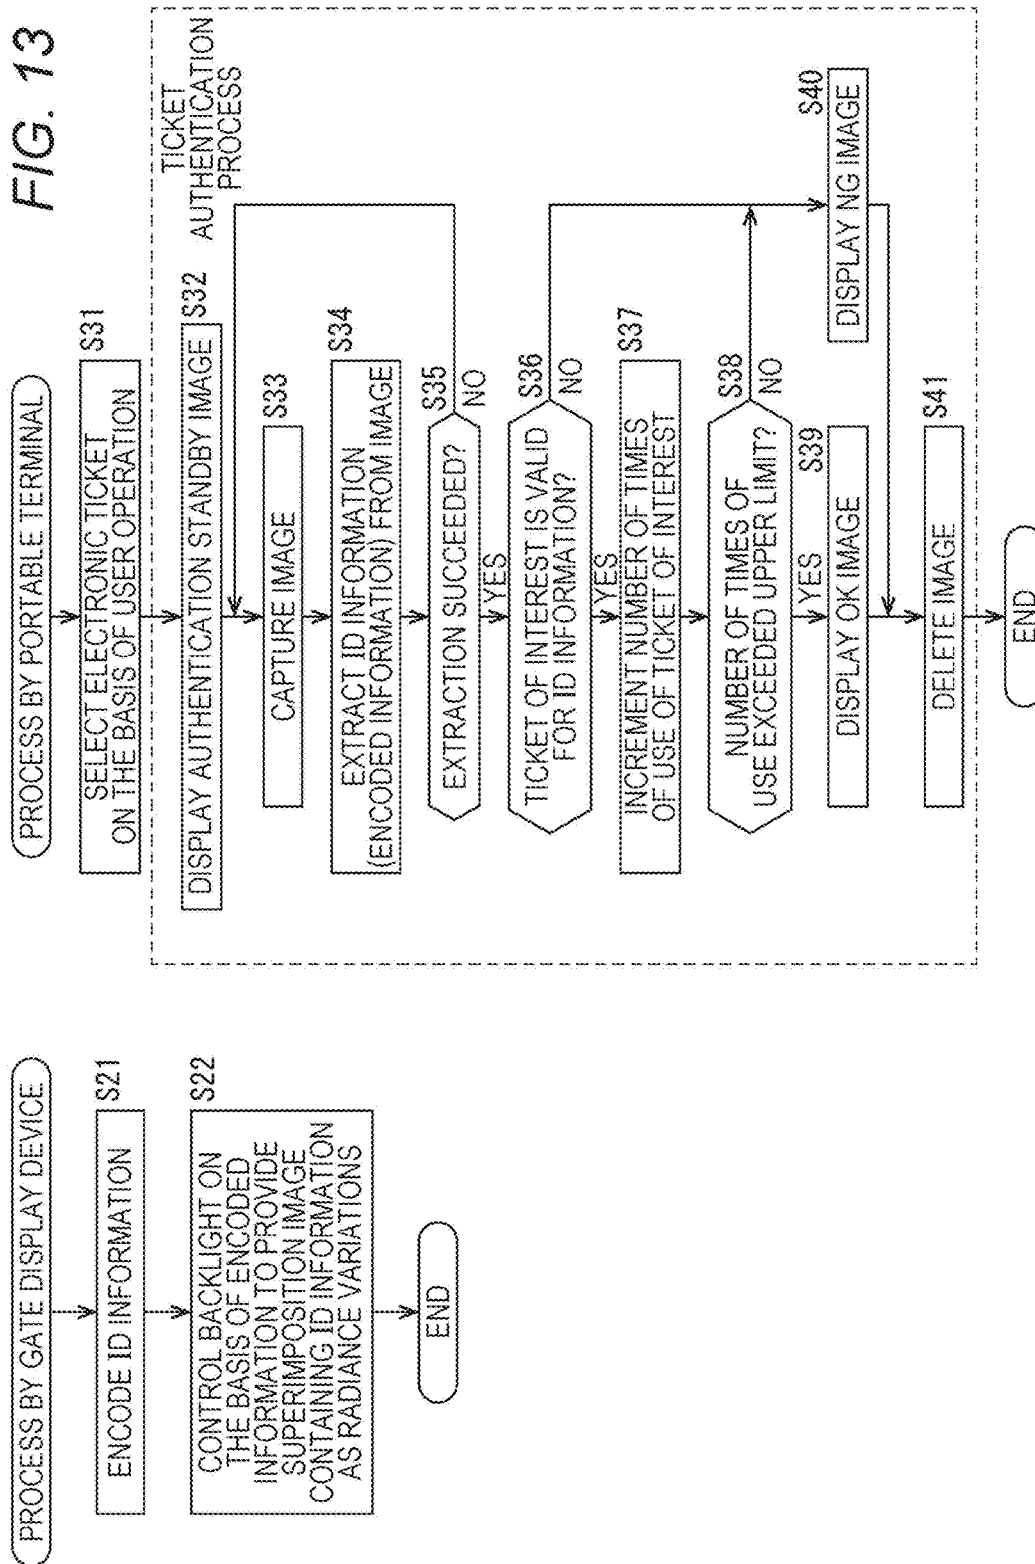 FIG. 13
PROCESS BY GATE DISPLAY DEVICE
S21
ENCODE ID INFORMATION
S22
CONTROL BACKLIGHT ON
THE BASIS OF ENCODED
INFORMATION TO PROVIDE
SUPERIMPOSITION IMAGE
CONTAINING ID INFORMATION
AS RADIANCE VARIATIONS
END
PROCESS BY PORTABLE TERMINAL
S31
SELECT ELECTRONIC TICKET
ON THE BASIS OF USER OPERATION
TICKET
AUTHENTICATION
PROCESS
S32
DISPLAY AUTHENTICATION STANDBY IMAGE
S33
CAPTURE IMAGE
S34
EXTRACT ID INFORMATION
(ENCODED INFORMATION) FROM IMAGE
S35
EXTRACTION SUCCEEDED?
NO
YES
S36
TICKET OF INTEREST IS VALID
FOR ID INFORMATION?
NO
YES
S37
INCREMENT NUMBER OF TIMES
OF USE OF TICKET OF INTEREST
S38
NUMBER OF TIMES OF
USE EXCEEDED UPPER LIMIT?
NO
YES
S39
DISPLAY OK IMAGE
S40
DISPLAY NG IMAGE
S41
DELETE IMAGE
END